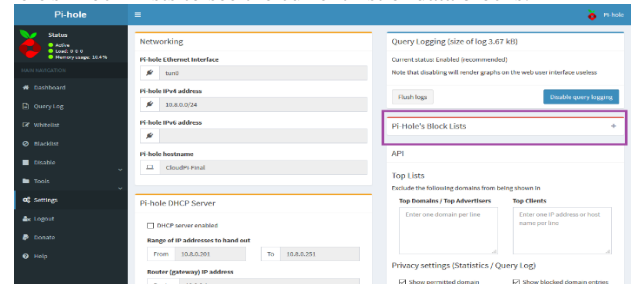 Pi-hole
Pi-hole
Status
Active
Load: 0 0 0
Memory usage: 10.4%
MAIN NAVIGATION
Dashboard
Query Log
Whitelist
Blacklist
Disable
Tools
Settings
Logout
Donate
Help
Networking
Pi-hole Ethernet Interface
tun0
Pi-hole IPv4 address
10.8.0.0/24
Pi-hole IPv6 address
Pi-hole hostname
CloudPi-Final
Pi-hole DHCP Server
DHCP server enabled
Range of IP addresses to hand out
From 10.8.0.201 To 10.8.0.251
Router (gateway) IP address
Query Logging (size of log 3.67 kB)
Current status: Enabled (recommended)
Note that disabling will render graphs on the web user interface useless
Flush logs Disable query logging
Pi-Hole's Block Lists +
API
Top Lists
Exclude the following domains from being shown in
Top Domains / Top Advertisers Top Clients
Enter one domain per line
Enter one IP address or host
name per line
Privacy settings (Statistics / Query Log)
Show permitted domain Show blocked domain entries